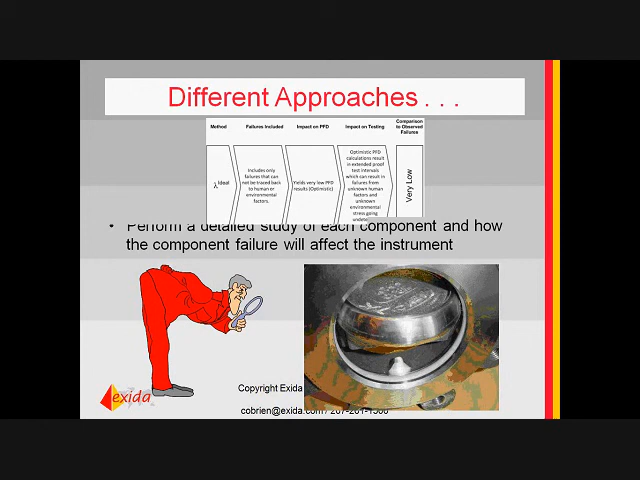 Different Approaches . . .
Method
Failures Included
Impact on PFD
Impact on Testing
Comparison
to Observed
Failures
λ Ideal
Includes only
failures that can
not be traced back
to human or
environmental
factors.
Yields very low PFD
results (Optimistic)
Optimistic PFD
calculations result
in extended proof
test intervals
which can result in
failures from
unknown human
factors and
unknown
environmental
stress going
Very Low
• Perform a detailed study of each component and how
the component failure will affect the instrument
exida
Copyright Exida
cobrien@exida.com